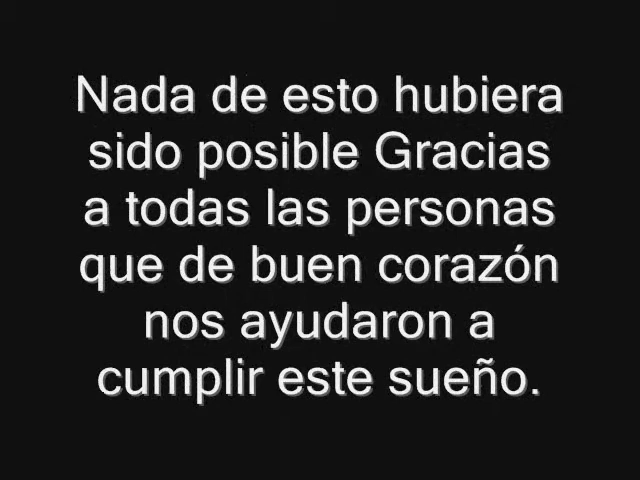 Nada de esto hubiera
sido posible Gracias
a todas las personas
que de buen corazón
nos ayudaron a
cumplir este sueño.